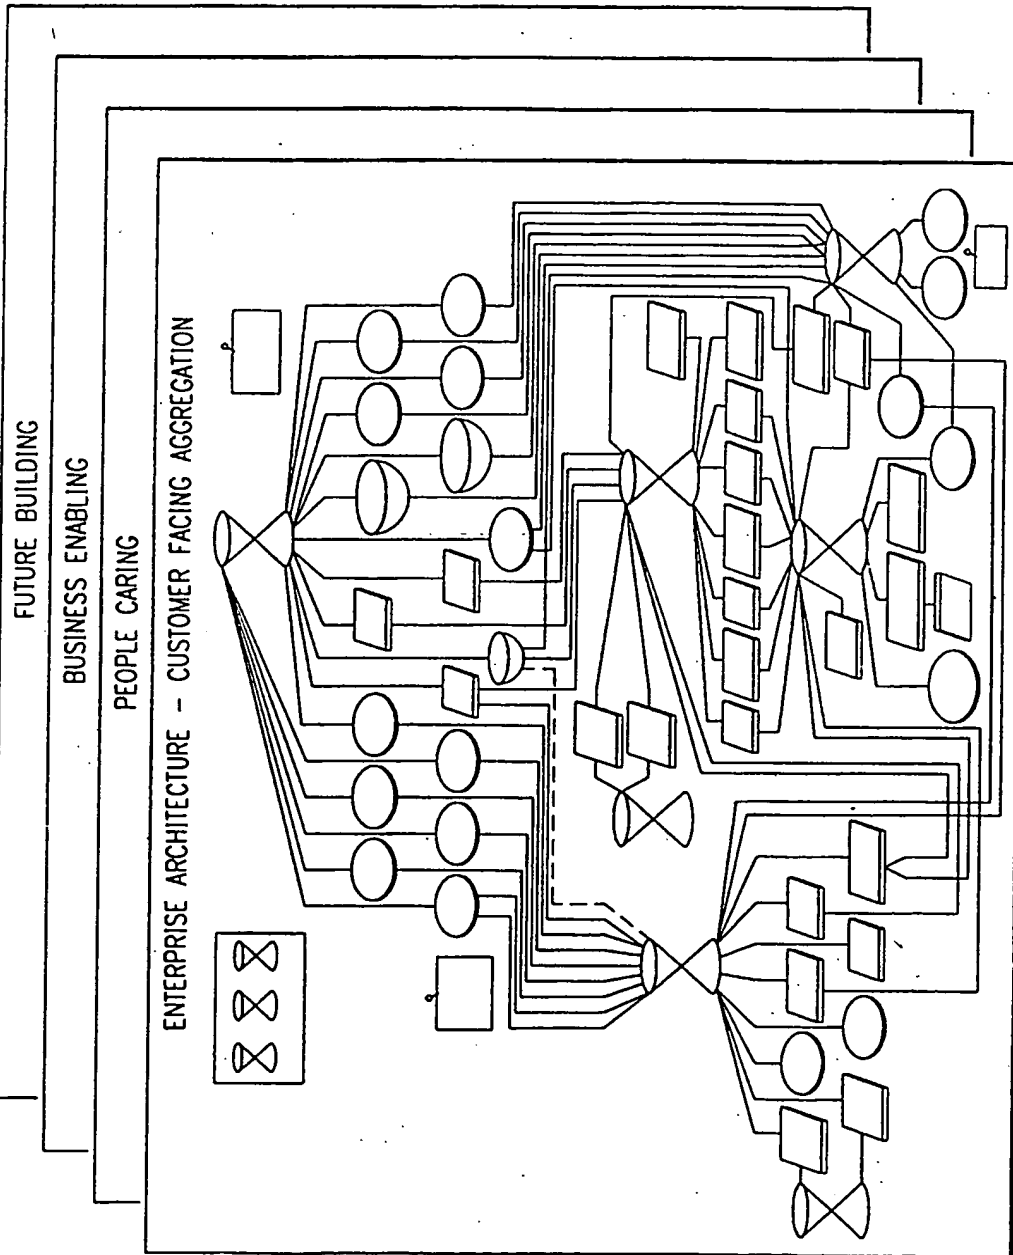 FUTURE BUILDING
BUSINESS ENABLING
PEOPLE CARING
ENTERPRISE ARCHITECTURE - CUSTOMER FACING AGGREGATION